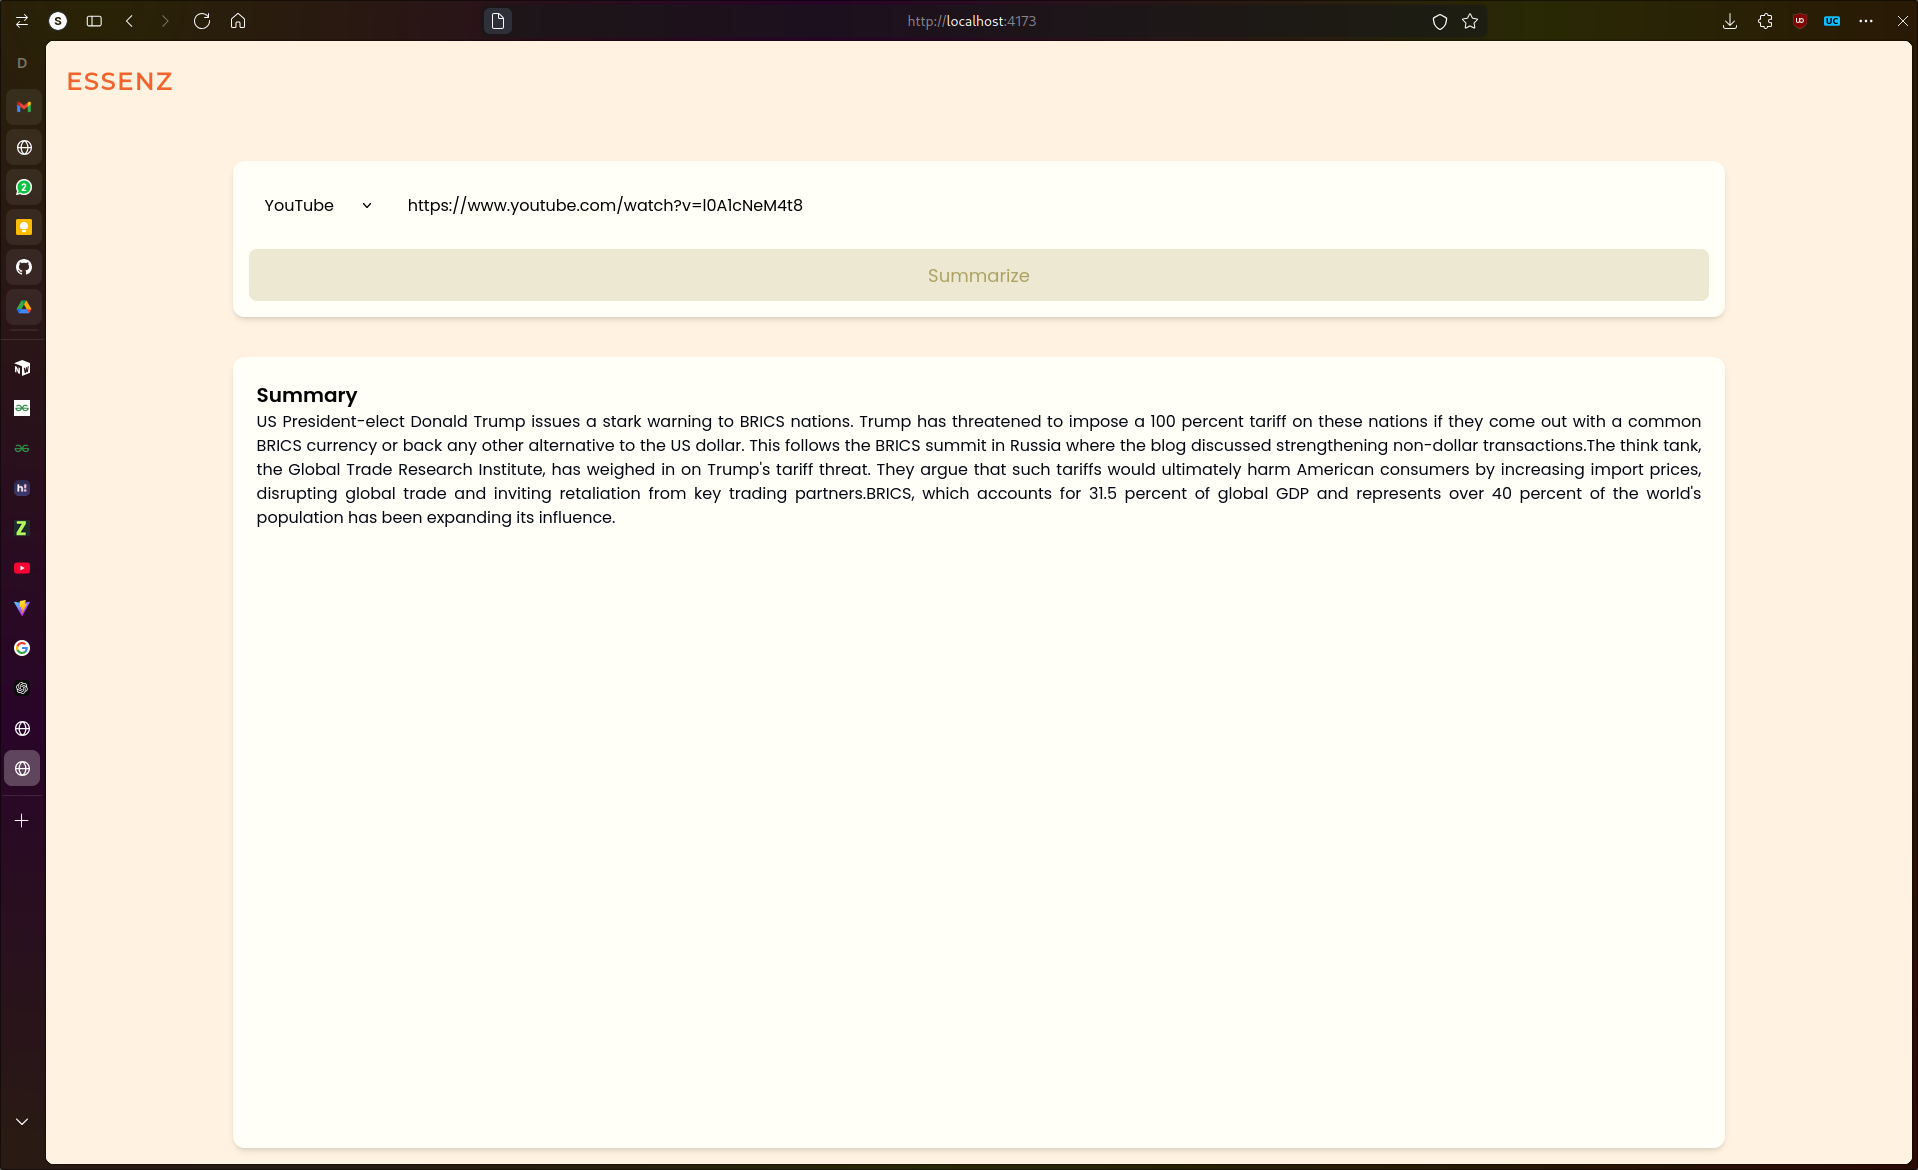 http://localhost:4173
D
ESSENZ
YouTube
https://www.youtube.com/watch?v=l0A1cNeM4t8
Summarize
Summary
US President-elect Donald Trump issues a stark warning to BRICS nations. Trump has threatened to impose a 100 percent tariff on these nations if they come out with a common
BRICS currency or back any other alternative to the US dollar. This follows the BRICS summit in Russia where the blog discussed strengthening non-dollar transactions.The think tank,
the Global Trade Research Institute, has weighed in on Trump's tariff threat. They argue that such tariffs would ultimately harm American consumers by increasing import prices,
disrupting global trade and inviting retaliation from key trading partners.BRICS, which accounts for 31.5 percent of global GDP and represents over 40 percent of the world's
population has been expanding its influence.
S
UC
2
h!
Z